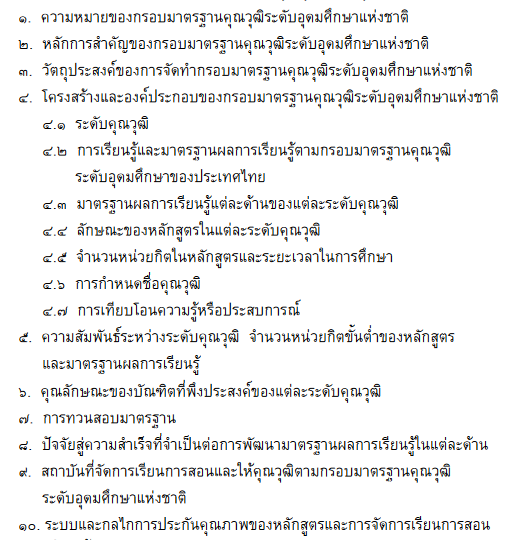 ๑. ความหมายของกรอบมาตรฐานคุณวุฒิระดับอุดมศึกษาแห่งชาติ
๒. หลักการสำคัญของกรอบมาตรฐานคุณวุฒิระดับอุดมศึกษาแห่งชาติ
๓. วัตถุประสงค์ของการจัดทำกรอบมาตรฐานคุณวุฒิระดับอุดมศึกษาแห่งชาติ
๔. โครงสร้างและองค์ประกอบของกรอบมาตรฐานคุณวุฒิระดับอุดมศึกษาแห่งชาติ
๔.๑ ระดับคุณวุฒิ
๔.๒ การเรียนรู้และมาตรฐานผลการเรียนรู้ตามกรอบมาตรฐานคุณวุฒิ
ระดับอุดมศึกษาของประเทศไทย
๔.๓ มาตรฐานผลการเรียนรู้แต่ละด้านของแต่ละระดับคุณวุฒิ
๔.๔ ลักษณะของหลักสูตรในแต่ละระดับคุณวุฒิ
๔.๕ จำนวนหน่วยกิตในหลักสูตรและระยะเวลาในการศึกษา
๔.๖ การกำหนดชื่อคุณวุฒิ
๔.๗ การเทียบโอนความรู้หรือประสบการณ์
๕. ความสัมพันธ์ระหว่างระดับคุณวุฒิ จำนวนหน่วยกิตขั้นต่ำของหลักสูตร
และมาตรฐานผลการเรียนรู้
๖. คุณลักษณะของบัณฑิตที่พึงประสงค์ของแต่ละระดับคุณวุฒิ
๗. การทวนสอบมาตรฐาน
๘. ปัจจัยสู่ความสำเร็จที่จำเป็นต่อการพัฒนามาตรฐานผลการเรียนรู้ในแต่ละด้าน
๙. สถาบันที่จัดการเรียนการสอนและให้คุณวุฒิตามกรอบมาตรฐานคุณวุฒิ
ระดับอุดมศึกษาแห่งชาติ
๑๐. ระบบและกลไกการประกันคุณภาพของหลักสูตรและการจัดการเรียนการสอน